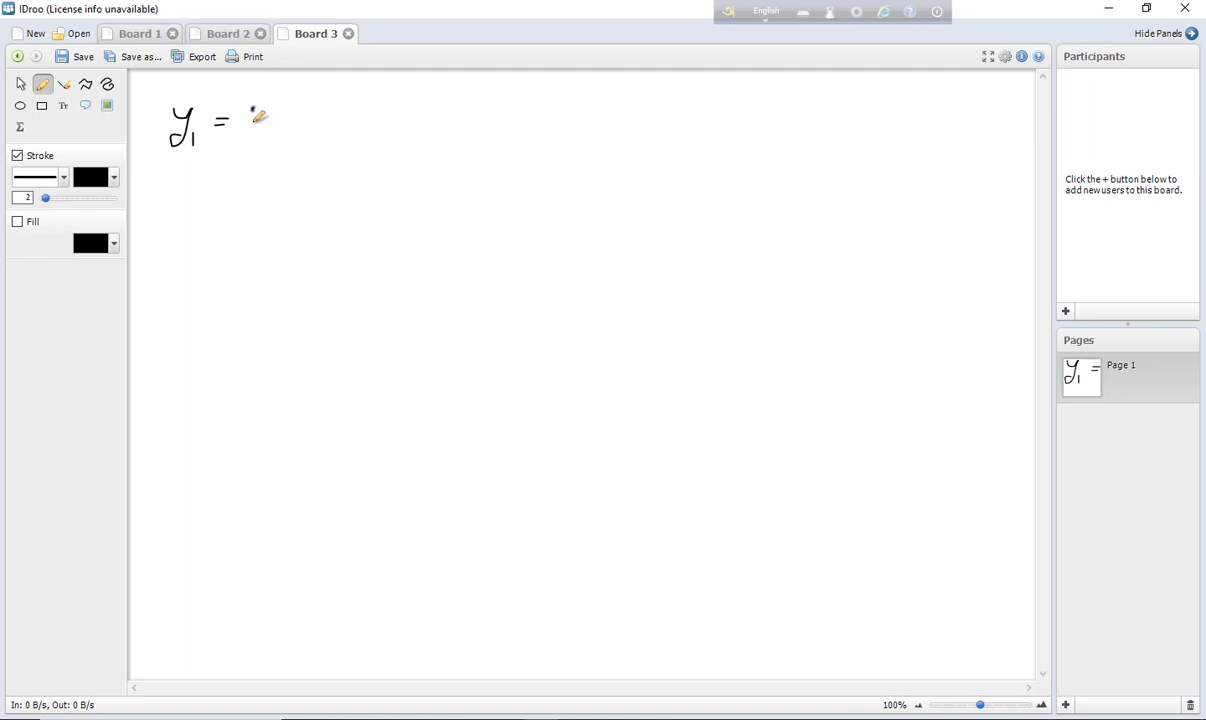 IDroo (License info unavailable)
English
New Open Board 1 Board 2 Board 3 Hide Panels
Save Save as... Export Print
Participants
Tr
Σ
y₁ =
Stroke
2
Fill
Click the + button below to
add new users to this board.
Pages
y₁ = Page 1
In: 0 B/s, Out: 0 B/s 100%